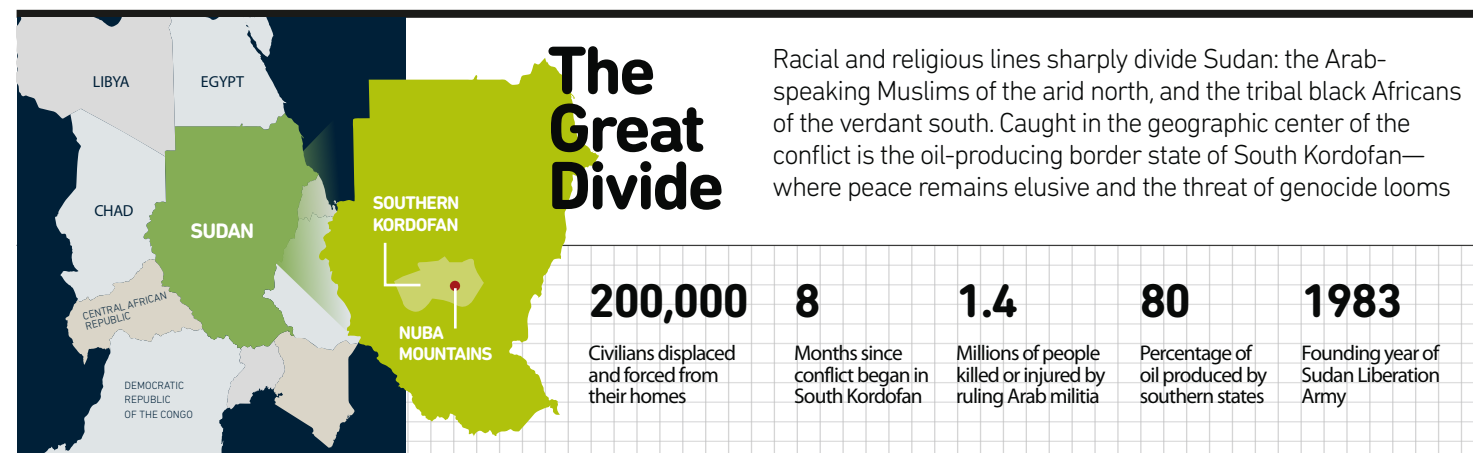 LIBYA
EGYPT
CHAD
SUDAN
CENTRAL AFRICAN
REPUBLIC
DEMOCRATIC
REPUBLIC
OF THE CONGO
SOUTHERN
KORDOFAN
NUBA
MOUNTAINS
The
Great
Divide
Racial and religious lines sharply divide Sudan: the Arab-
speaking Muslims of the arid north, and the tribal black Africans
of the verdant south. Caught in the geographic center of the
conflict is the oil-producing border state of South Kordofan—
where peace remains elusive and the threat of genocide looms
200,000
Civilians displaced
and forced from
their homes
8
Months since
conflict began in
South Kordofan
1.4
Millions of people
killed or injured by
ruling Arab militia
80
Percentage of
oil produced by
southern states
1983
Founding year of
Sudan Liberation
Army